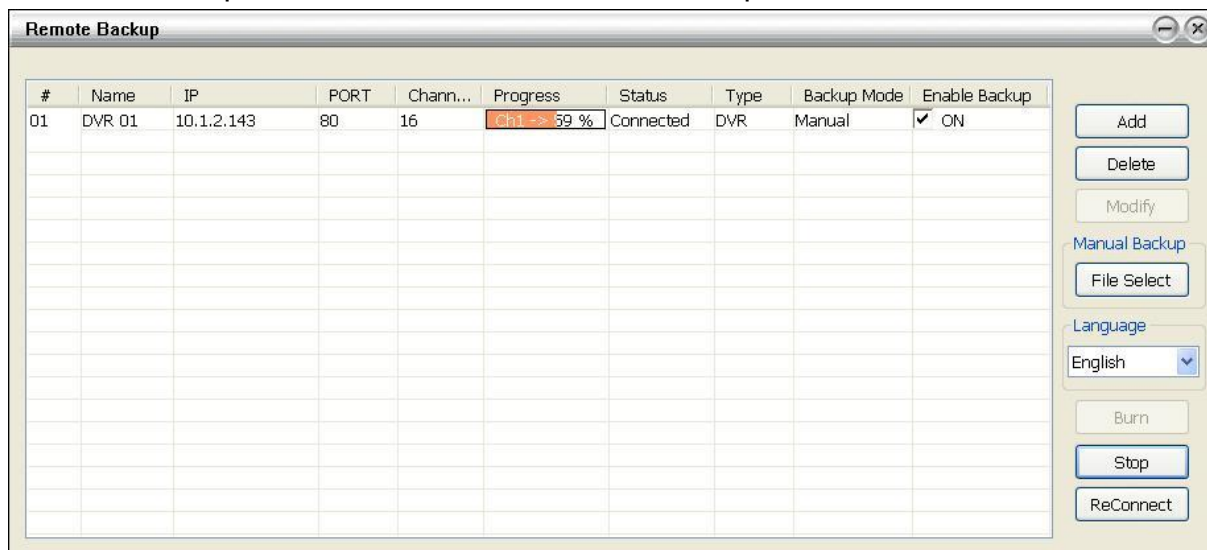 Remote Backup
# Name IP PORT Chann... Progress Status Type Backup Mode Enable Backup
01 DVR 01 10.1.2.143 80 16 Ch1 -> 59 % Connected DVR Manual ON
Add
Delete
Modify
Manual Backup
File Select
Language
English
Burn
Stop
ReConnect